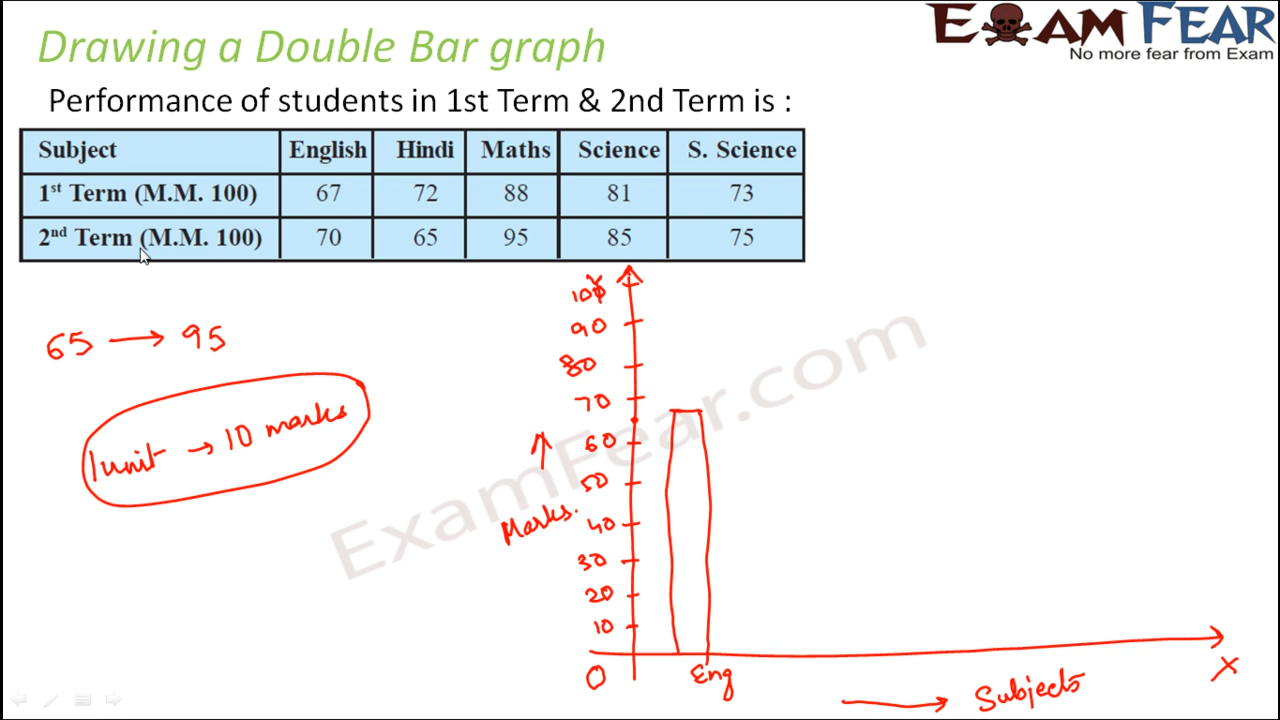 Drawing a Double Bar graph
EXAM FEAR
No more fear from Exam
Performance of students in 1st Term & 2nd Term is :
Subject English Hindi Maths Science S. Science
1st Term (M.M. 100) 67 72 88 81 73
2nd Term (M.M. 100) 70 65 95 85 75
65 → 95
1 unit → 10 marks
Y
100
90
80
70
60
50
40
30
20
10
O
↑
Marks.
Eng
→ Subjects
X
ExamFear.com